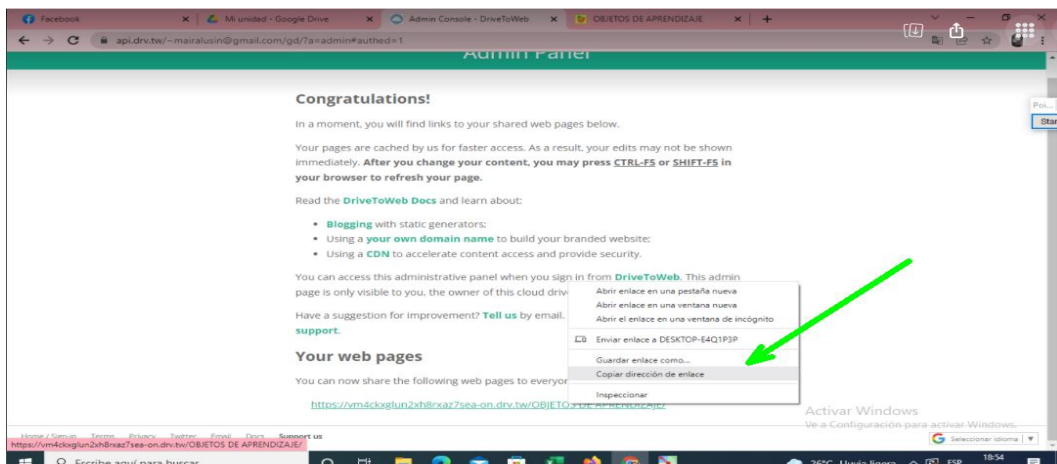 Facebook
Mi unidad - Google Drive
Admin Console - DriveToWeb
OBJETOS DE APRENDIZAJE
api.drv.tw/~mairalusin@gmail.com/gd/?a=admin#authed=1
Admin Panel
Congratulations!
In a moment, you will find links to your shared web pages below.
Your pages are cached by us for faster access. As a result, your edits may not be shown
immediately. After you change your content, you may press CTRL-F5 or SHIFT-F5 in
your browser to refresh your page.
Read the DriveToWeb Docs and learn about:
• Blogging with static generators;
• Using a your own domain name to build your branded website;
• Using a CDN to accelerate content access and provide security.
You can access this administrative panel when you sign in from DriveToWeb. This admin
page is only visible to you, the owner of this cloud driv
Have a suggestion for improvement? Tell us by email.
support.
Your web pages
You can now share the following web pages to everyor
https://vm4ckxglun2xh8rxaz7sea-on.drv.tw/OBJETOS DE APRENDIZAJE/
Abrir enlace en una pestaña nueva
Abrir enlace en una ventana nueva
Abrir el enlace en una ventana de incógnito
Enviar enlace a DESKTOP-E4Q1P3P
Guardar enlace como...
Copiar dirección de enlace
Inspeccionar
Poi...
Star
Activar Windows
Ve a Configuración para activar Windows.
Home / Sign-in Terms Privacy Twitter Email Docs Support us
https://vm4ckxglun2xh8rxaz7sea-on.drv.tw/OBJETOS DE APRENDIZAJE/
Seleccionar idioma
Escribe aquí para buscar
26°C Lluvia ligera
ESP
18:54